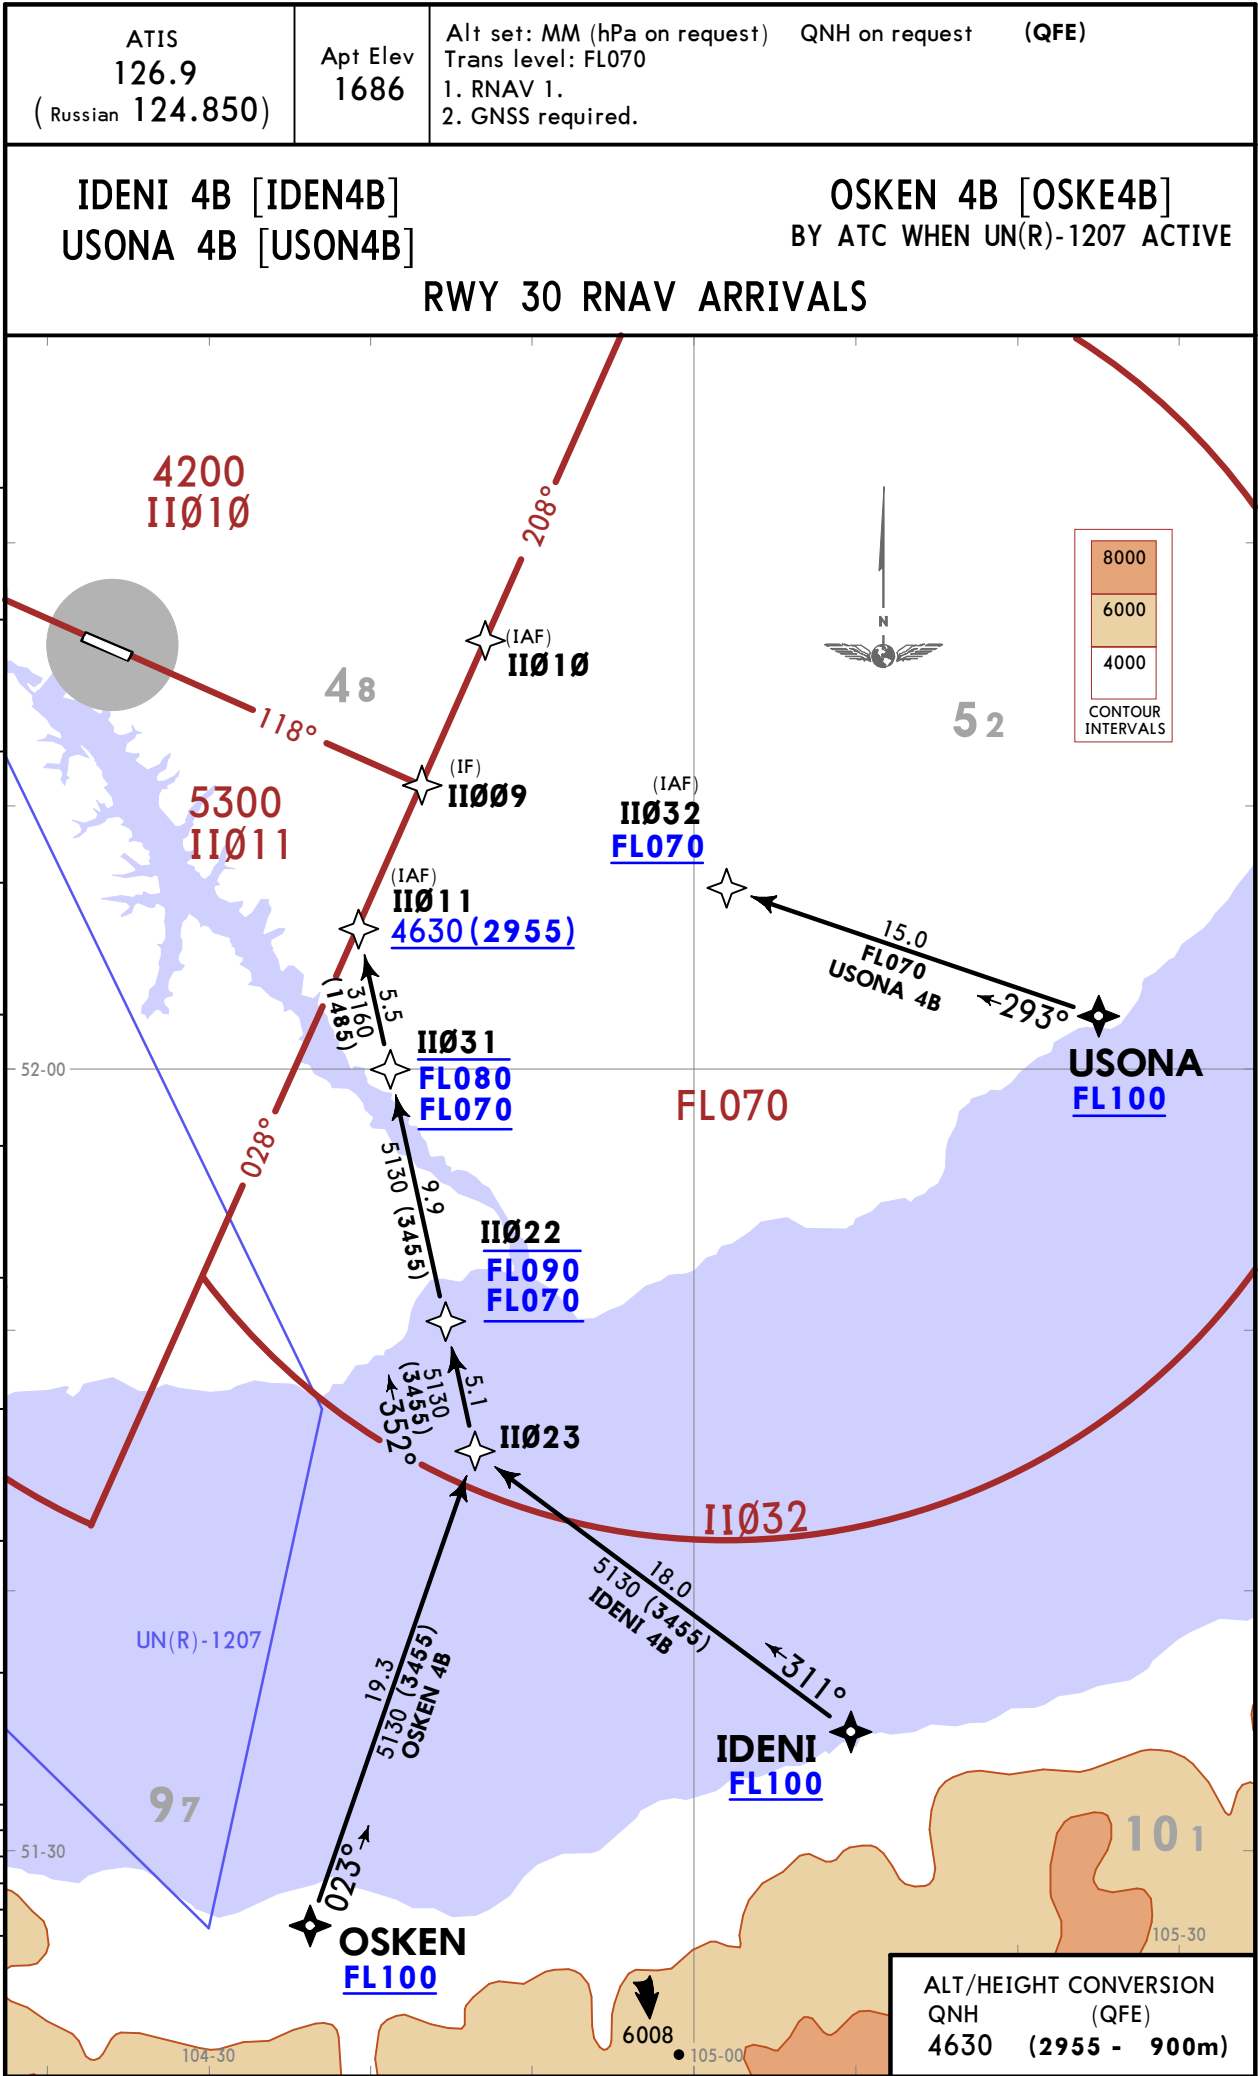 ATIS
126.9
( Russian 124.850)
Apt Elev
1686
Alt set: MM (hPa on request) QNH on request (QFE)
Trans level: FL070
1. RNAV 1.
2. GNSS required.
IDENI 4B [IDEN4B]
USONA 4B [USON4B]
OSKEN 4B [OSKE4B]
BY ATC WHEN UN(R)-1207 ACTIVE
RWY 30 RNAV ARRIVALS
4200
IIØ1Ø
208°
8000
6000
4000
CONTOUR
INTERVALS
N
(IAF)
IIØ1Ø
48
52
118°
(IF)
IIØØ9
(IAF)
IIØ32
FL070
5300
IIØ11
(IAF)
IIØ11
4630 (2955)
15.0
FL070
USONA 4B
293°
USONA
FL100
5.5
3160
(1485)
52-00
IIØ31
FL080
FL070
FL070
028°
9.9
5130 (3455)
IIØ22
FL090
FL070
5.1
5130
(3455)
352°
IIØ23
IIØ32
18.0
5130 (3455)
IDENI 4B
311°
IDENI
FL100
UN(R)-1207
19.3
5130 (3455)
OSKEN 4B
97
101
51-30
023°
OSKEN
FL100
105-30
6008
104-30
105-00
ALT/HEIGHT CONVERSION
QNH (QFE)
4630 (2955 - 900m)